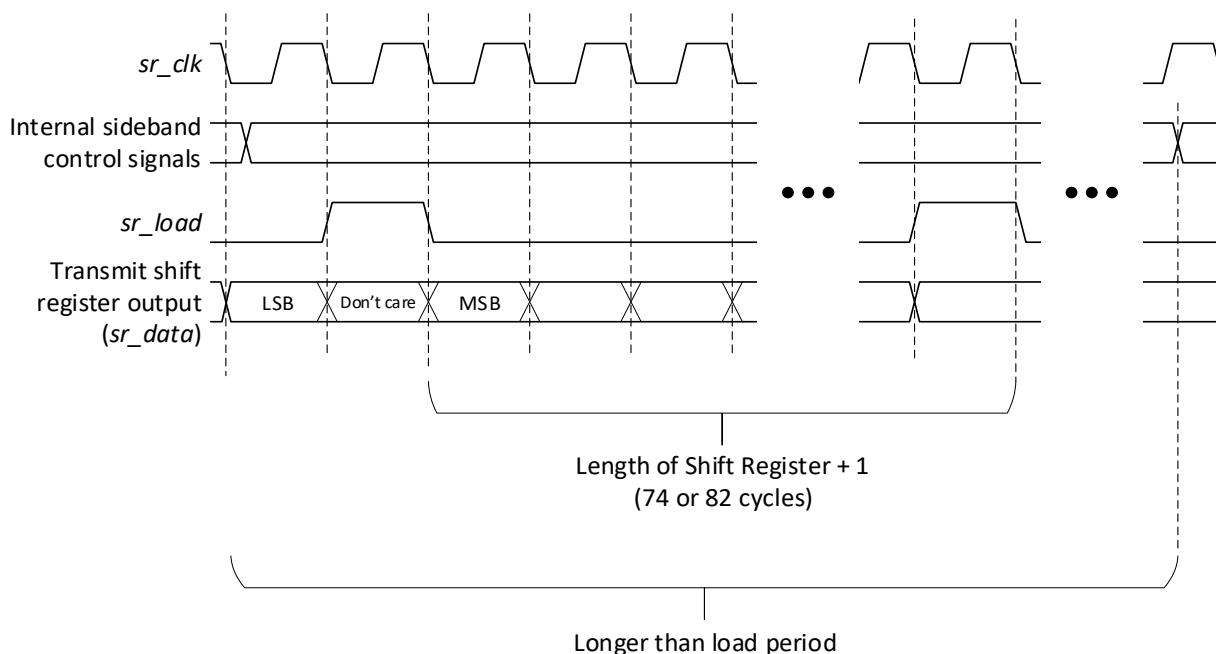 sr_clk
Internal sideband
control signals
sr_load
Transmit shift
register output
(sr_data)
LSB
Don't care
MSB
Length of Shift Register + 1
(74 or 82 cycles)
Longer than load period